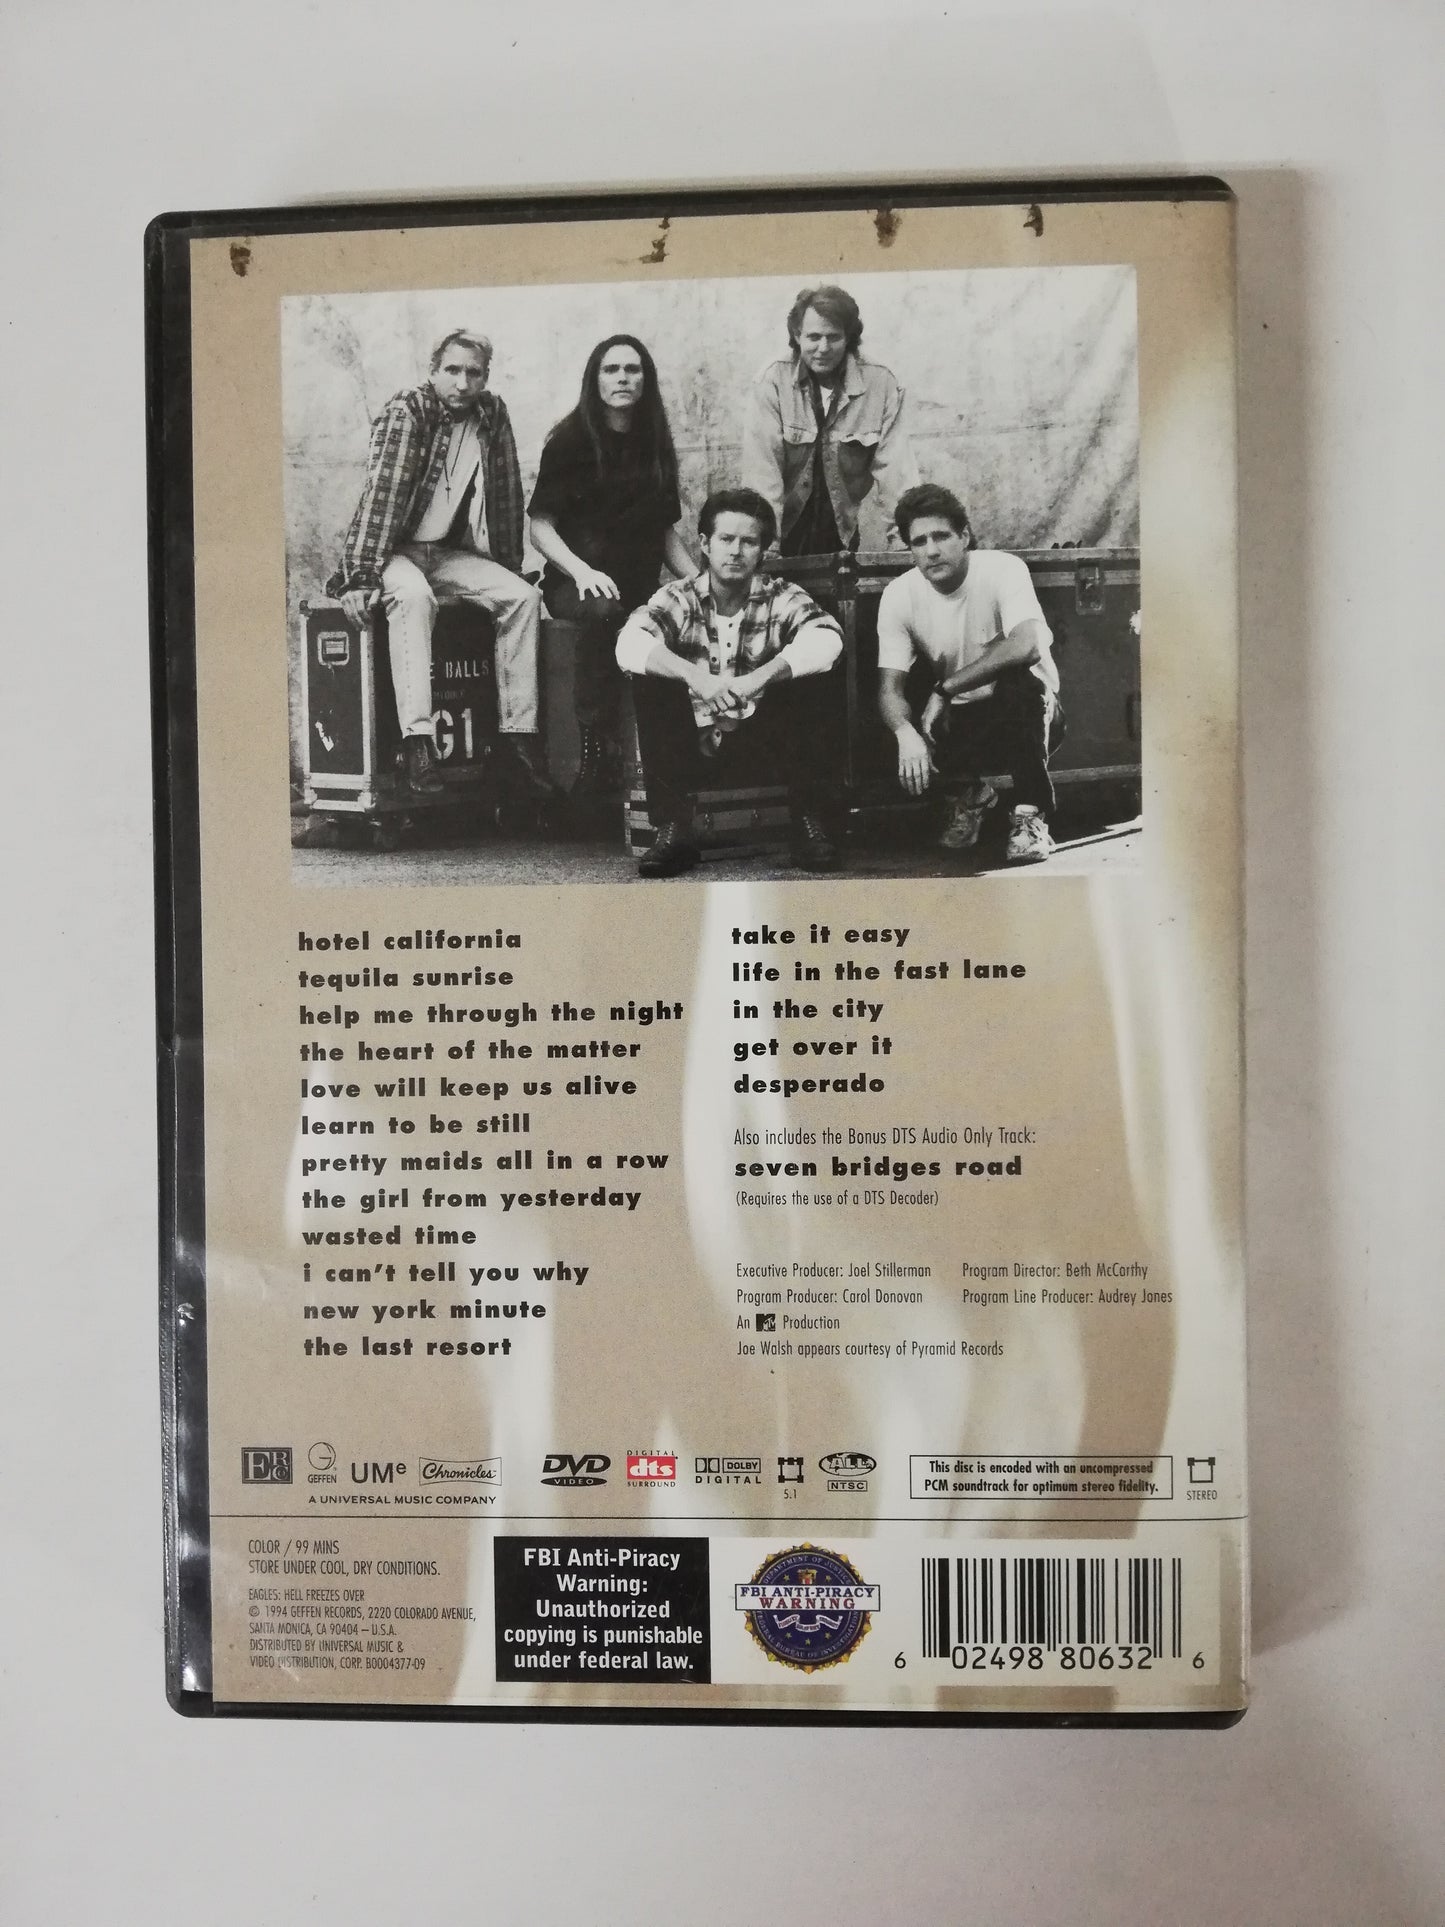 E BALLS
G1
hotel california
tequila sunrise
help me through the night
the heart of the matter
love will keep us alive
learn to be still
pretty maids all in a row
the girl from yesterday
wasted time
i can't tell you why
new york minute
the last resort
take it easy
life in the fast lane
in the city
get over it
desperado
Also includes the Bonus DTS Audio Only Track:
seven bridges road
(Requires the use of a DTS Decoder)
Executive Producer: Joel Stillerman
Program Director: Beth McCarthy
Program Producer: Carol Donovan
Program Line Producer: Audrey Jones
An MTV Production
Joe Walsh appears courtesy of Pyramid Records
GEFFEN
UMe
Chronicles
A UNIVERSAL MUSIC COMPANY
DVD
VIDEO
DIGITAL
dts
SURROUND
DOLBY
DIGITAL
5.1
ALL
NTSC
This disc is encoded with an uncompressed
PCM soundtrack for optimum stereo fidelity.
STEREO
COLOR / 99 MINS
STORE UNDER COOL, DRY CONDITIONS.
EAGLES: HELL FREEZES OVER
© 1994 GEFFEN RECORDS, 2220 COLORADO AVENUE,
SANTA MONICA, CA 90404 – U.S.A.
DISTRIBUTED BY UNIVERSAL MUSIC &
VIDEO DISTRIBUTION, CORP. B0004377-09
FBI Anti-Piracy
Warning:
Unauthorized
copying is punishable
under federal law.
DEPARTMENT OF JUSTICE
FBI ANTI-PIRACY
WARNING
FEDERAL BUREAU OF INVESTIGATION
6 02498 80632 6